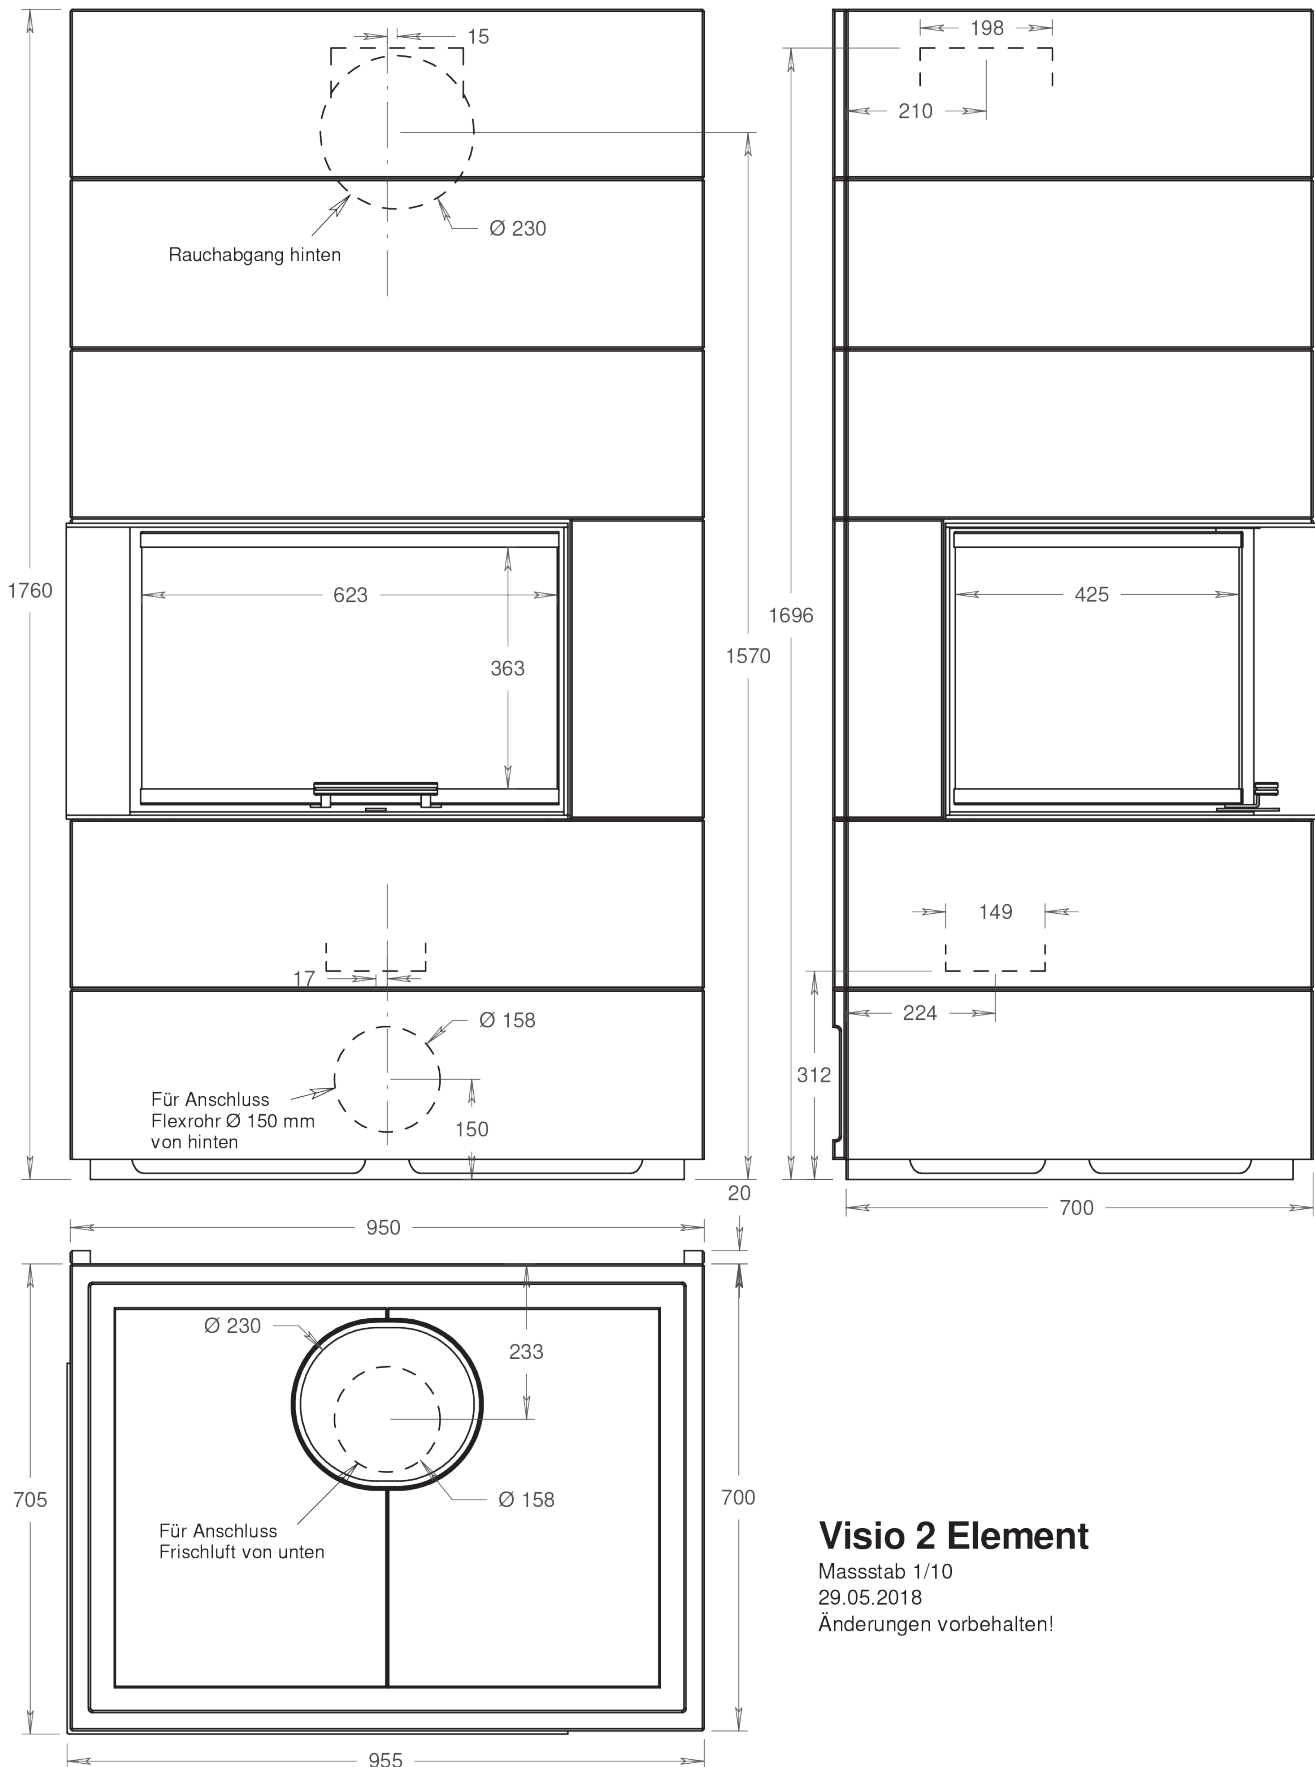 15
198
210
Ø 230
Rauchabgang hinten
1760
623
363
1570
1696
425
149
17
224
Ø 158
312
Für Anschluss
Flexrohr Ø 150 mm
von hinten
150
20
700
950
Ø 230
233
705
700
Ø 158
Für Anschluss
Frischluft von unten
955
Visio 2 Element
Massstab 1/10
29.05.2018
Änderungen vorbehalten!